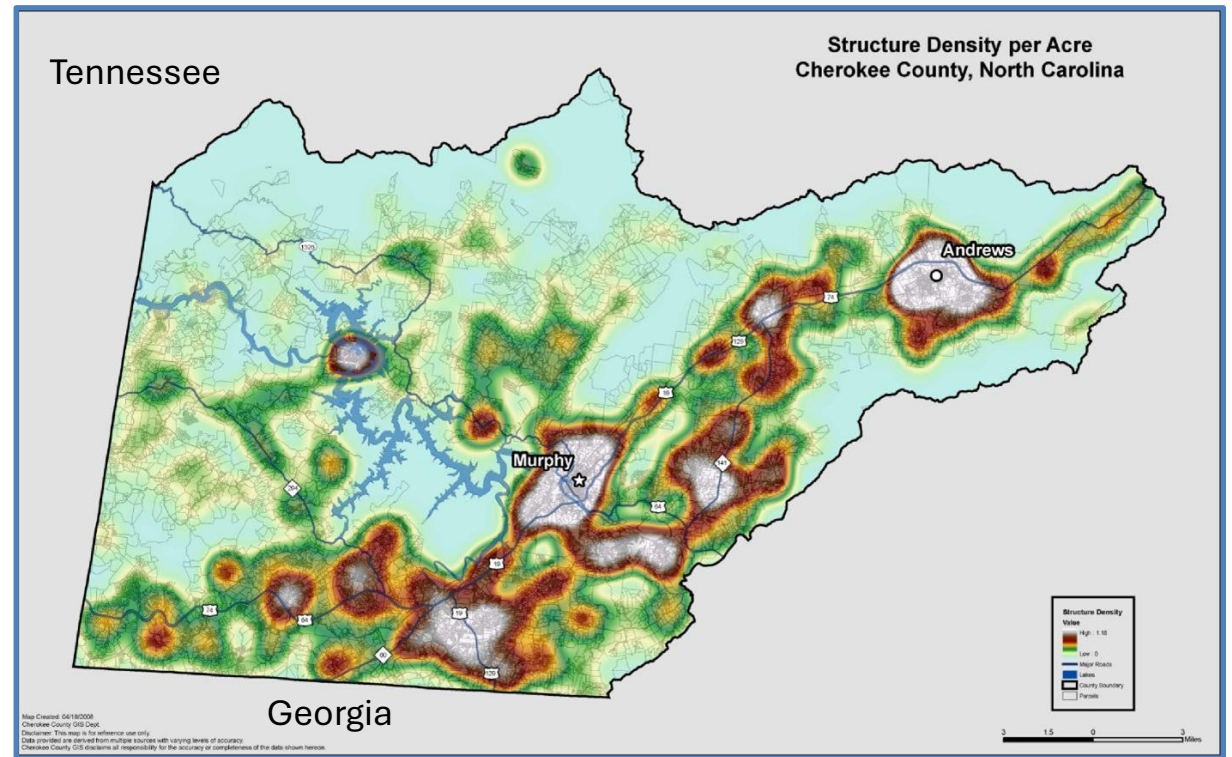 Tennessee
Structure Density per Acre
Cherokee County, North Carolina
1326
Andrews
74
129
19
Murphy
141
64
294
19
74
64
19
60
129
Structure Density
Value
High : 1.18
Low : 0
Major Roads
Lakes
County Boundary
Parcels
Georgia
Map Created: 04/18/2008
Cherokee County GIS Dept.
Disclaimer: This map is for reference use only.
Data provided are derived from multiple sources with varying levels of accuracy.
Cherokee County GIS disclaims all responsibility for the accuracy or completeness of the data shown hereon.
3 1.5 0 3
Miles